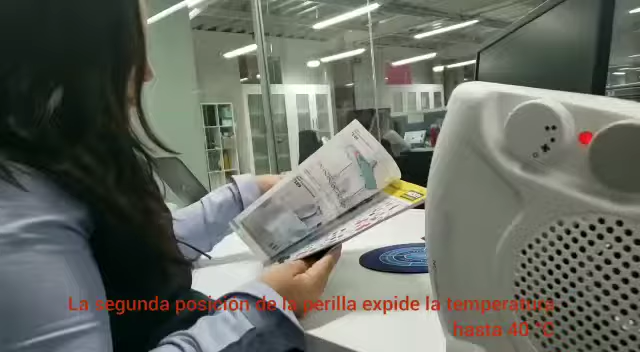 La segunda posición de la perilla expide la temperatura
hasta 40 °C